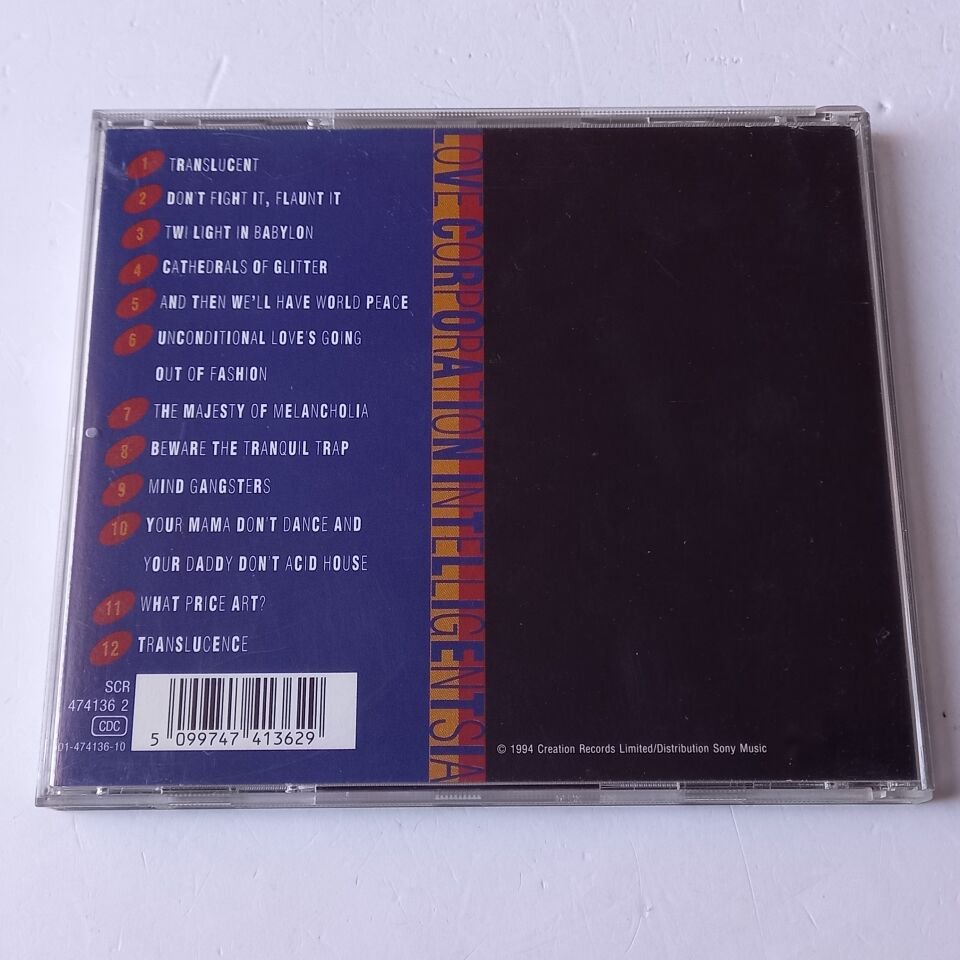 1 TRANSLUCENT
2 DON'T FIGHT IT, FLAUNT IT
3 TWILIGHT IN BABYLON
4 CATHEDRALS OF GLITTER
5 AND THEN WE'LL HAVE WORLD PEACE
6 UNCONDITIONAL LOVE'S GOING
OUT OF FASHION
7 THE MAJESTY OF MELANCHOLIA
8 BEWARE THE TRANQUIL TRAP
9 MIND GANGSTERS
10 YOUR MAMA DON'T DANCE AND
YOUR DADDY DON'T ACID HOUSE
11 WHAT PRICE ART?
12 TRANSLUCENCE
SCR
474136 2
CDC
01-474136-10
5 099747 413629
LOVE CORPORATION INTELLIGENTSIA
© 1994 Creation Records Limited/Distribution Sony Music